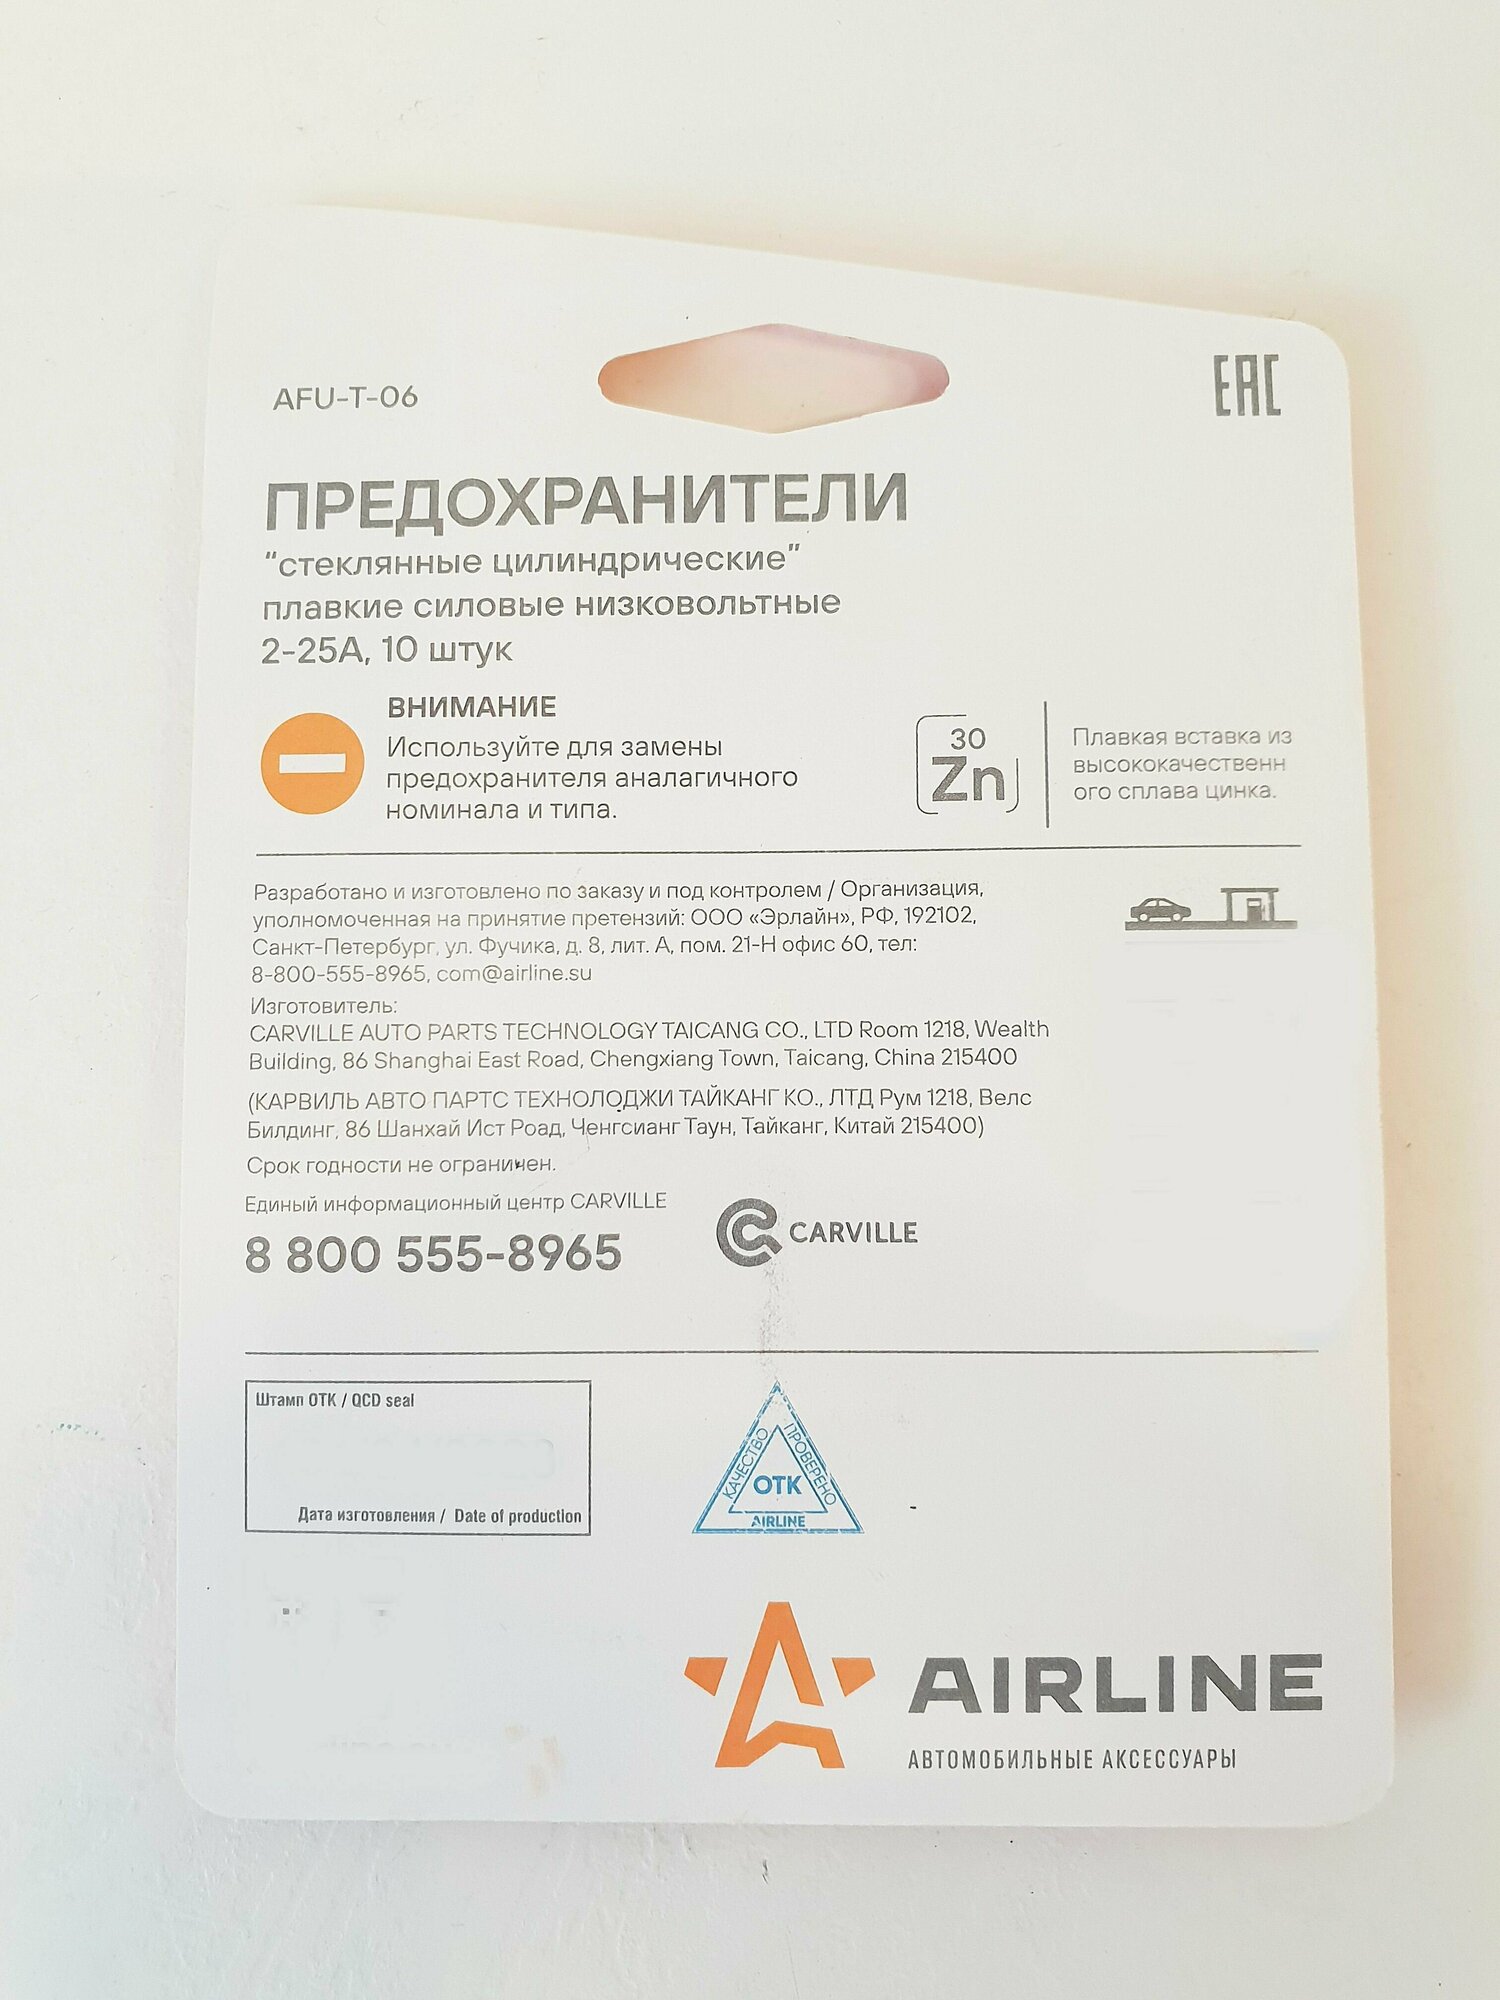 AFU-T-06
EAC
ПРЕДОХРАНИТЕЛИ
“стеклянные цилиндрические”
плавкие силовые низковольтные
2-25А, 10 штук
ВНИМАНИЕ
Используйте для замены
предохранителя аналагичного
номинала и типа.
30
Zn
Плавкая вставка из
высококачественн
ого сплава цинка.
Разработано и изготовлено по заказу и под контролем / Организация,
уполномоченная на принятие претензий: ООО «Эрлайн», РФ, 192102,
Санкт-Петербург, ул. Фучика, д. 8, лит. А, пом. 21-Н офис 60, тел:
8-800-555-8965, com@airline.su
Изготовитель:
CARVILLE AUTO PARTS TECHNOLOGY TAICANG CO., LTD Room 1218, Wealth
Building, 86 Shanghai East Road, Chengxiang Town, Taicang, China 215400
(КАРВИЛЬ АВТО ПАРТС ТЕХНОЛОДЖИ ТАЙКАНГ КО., ЛТД Рум 1218, Велс
Билдинг, 86 Шанхай Ист Роад, Ченгсианг Таун, Тайканг, Китай 215400)
Срок годности не ограничен.
Единый информационный центр CARVILLE
8 800 555-8965
CARVILLE
Штамп ОТК / QCD seal
Дата изготовления / Date of production
КАЧЕСТВО
ПРОВЕРЕНО
ОТК
AIRLINE
AIRLINE
АВТОМОБИЛЬНЫЕ АКСЕССУАРЫ